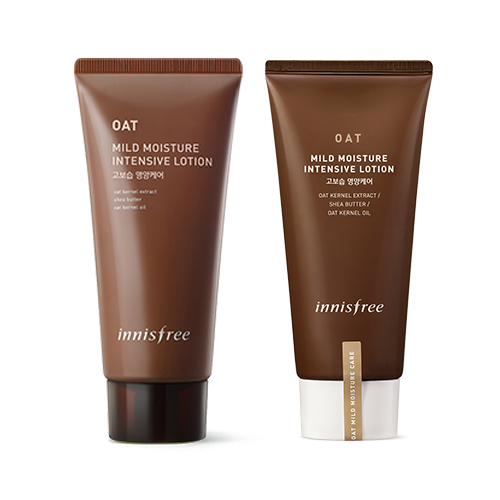 OAT
MILD MOISTURE
INTENSIVE LOTION
고보습 영양케어
oat kernel extract
shea butter
oat kernel oil
innisfree
OAT
MILD MOISTURE
INTENSIVE LOTION
고보습 영양케어
OAT KERNEL EXTRACT /
SHEA BUTTER /
OAT KERNEL OIL
innisfree
OAT MILD MOISTURE CARE